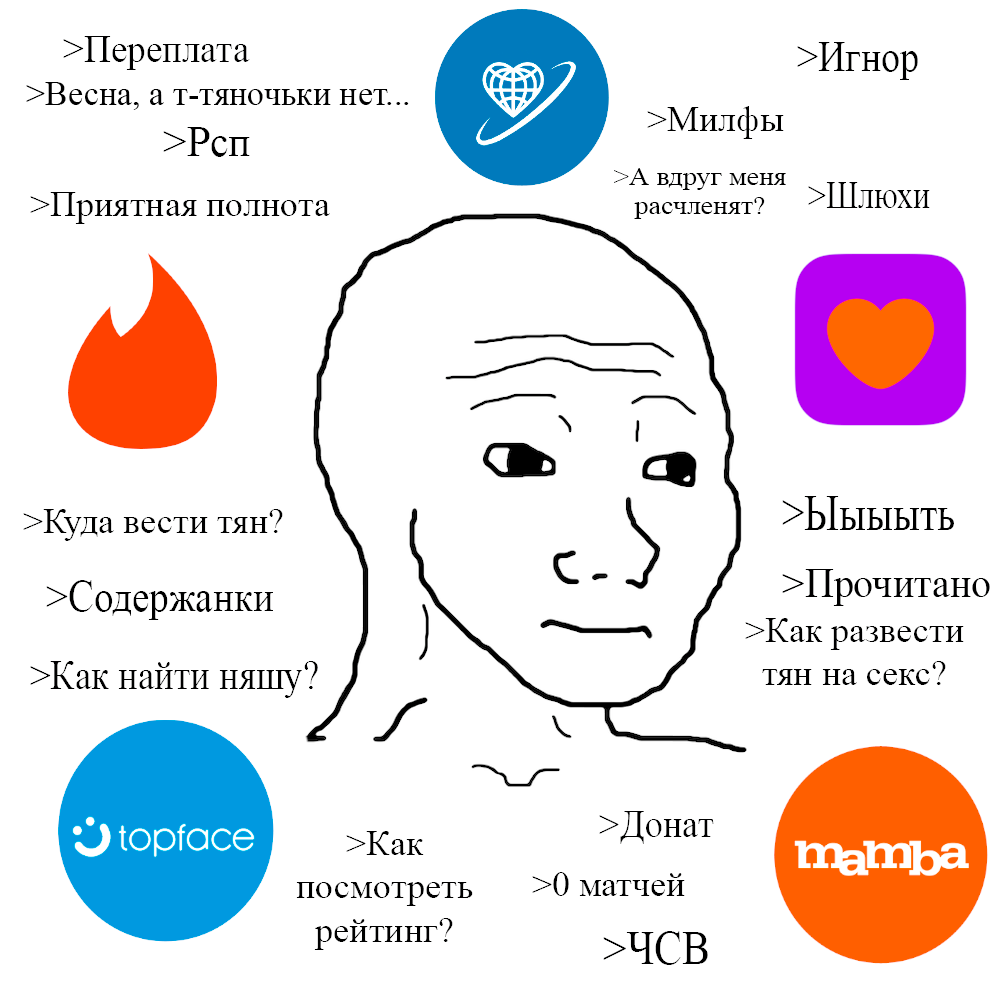 >Переплата
>Весна, а т-тяночьки нет...
>Рсп
>Приятная полнота
>Игнор
>Милфы
>А вдруг меня
расчленят?
>Шлюхи
>Куда вести тян?
>Содержанки
>Как найти няшу?
>Ыыыыть
>Прочитано
>Как развести
тян на секс?
topface
>Как
посмотреть
рейтинг?
>Донат
>0 матчей
>ЧСВ
mamba